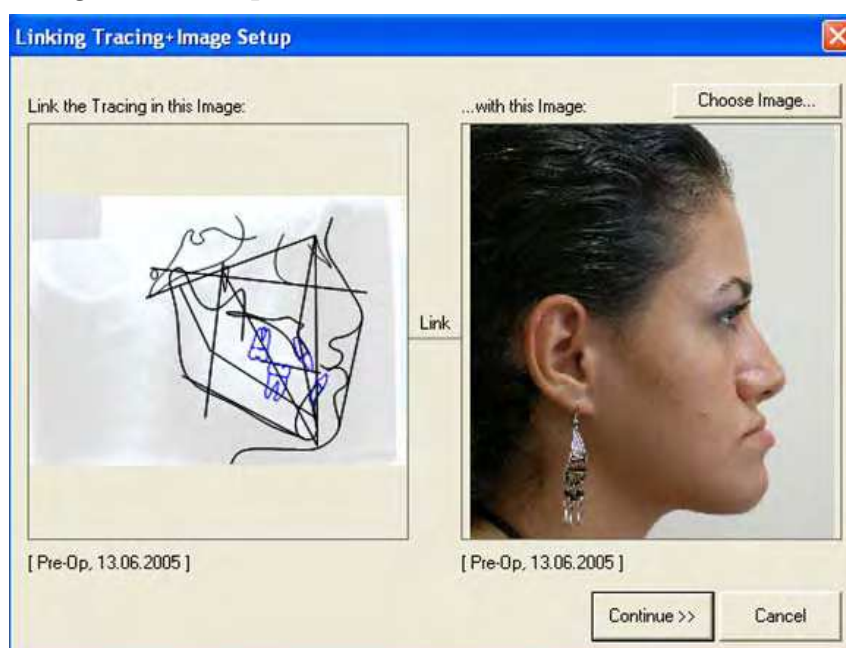 Linking Tracing+Image Setup
Link the Tracing in this Image:
...with this Image:
Choose Image...
Link
[ Pre-Op, 13.06.2005 ]
[ Pre-Op, 13.06.2005 ]
Continue >>
Cancel